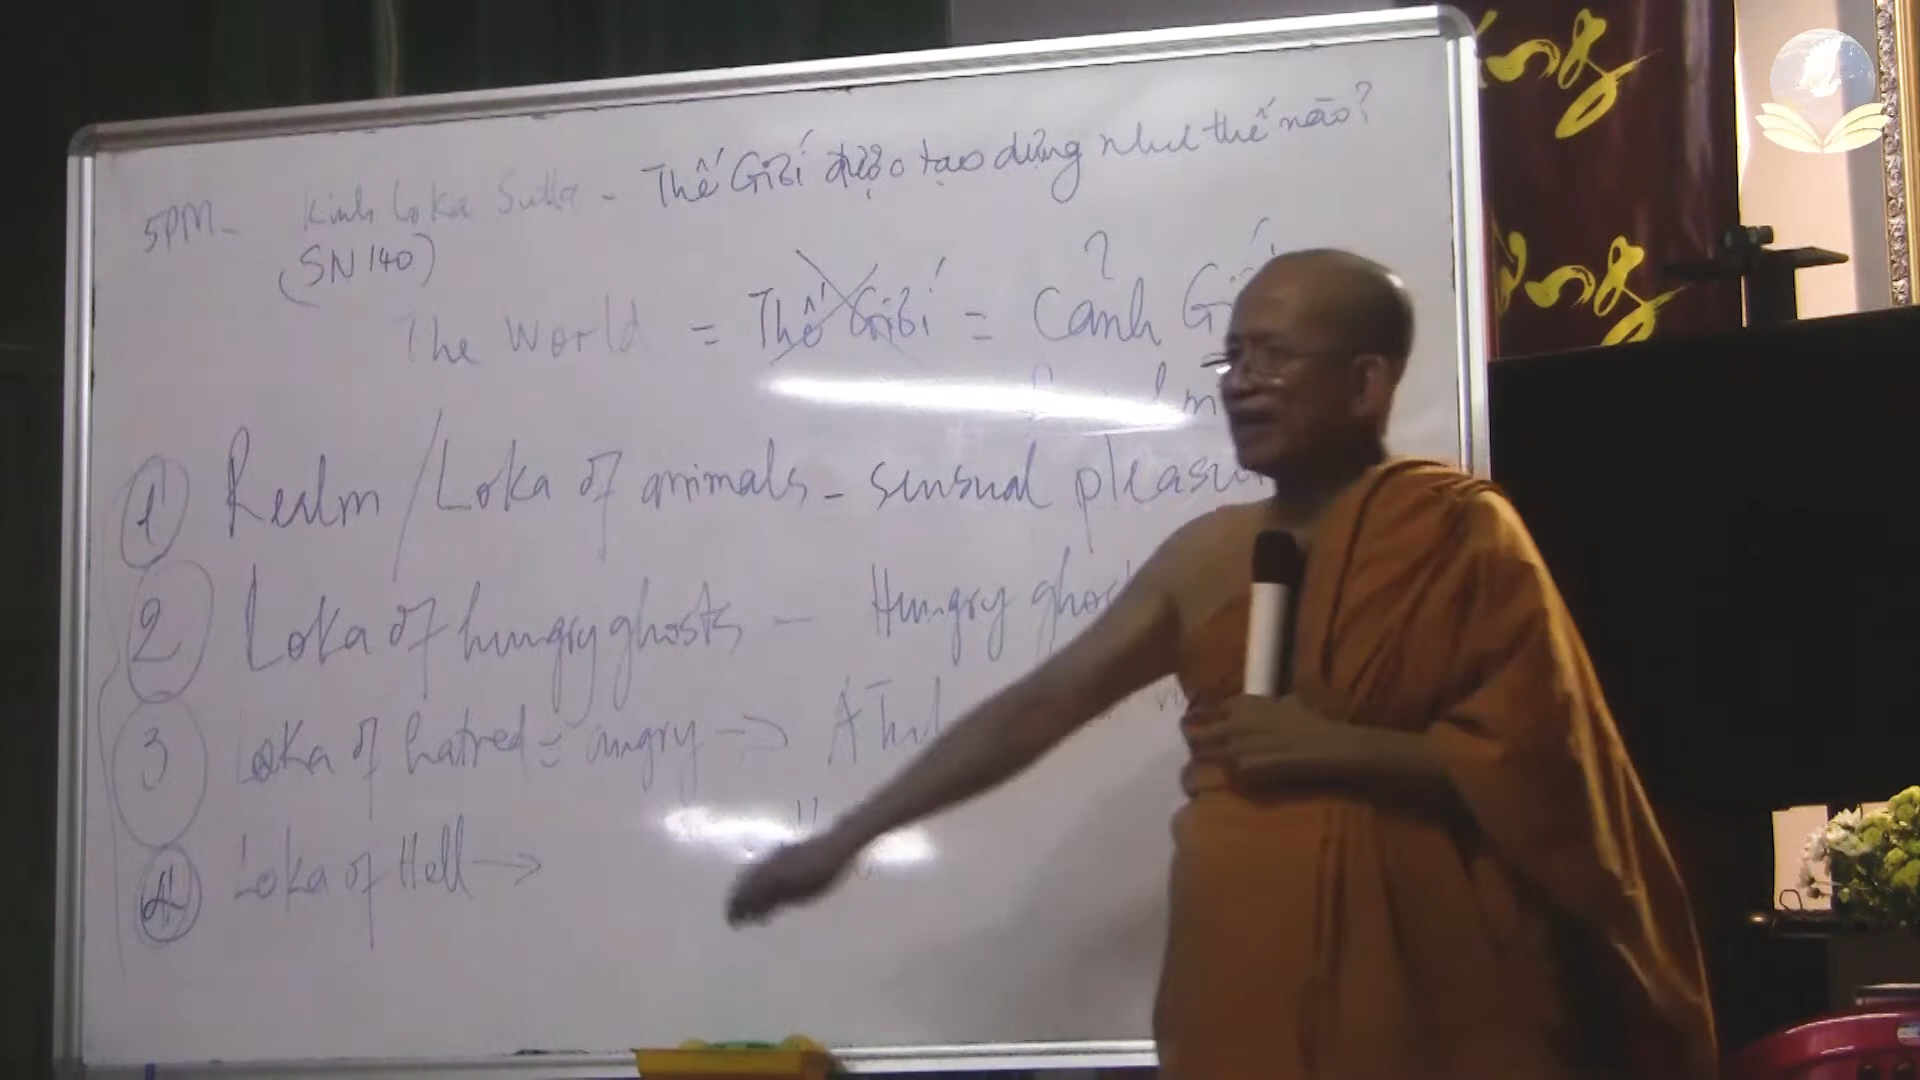 5PM - Kinh Loka Sutta - Thế Giới được tạo dựng như thế nào?
(SN 140)
The World = Thế Giới = Cảnh Giới
① Realm / Loka of animals - sensual pleasu
② Loka of hungry ghosts - Hungry ghos
③ Loka of hatred = angry →
④ Loka of Hell →